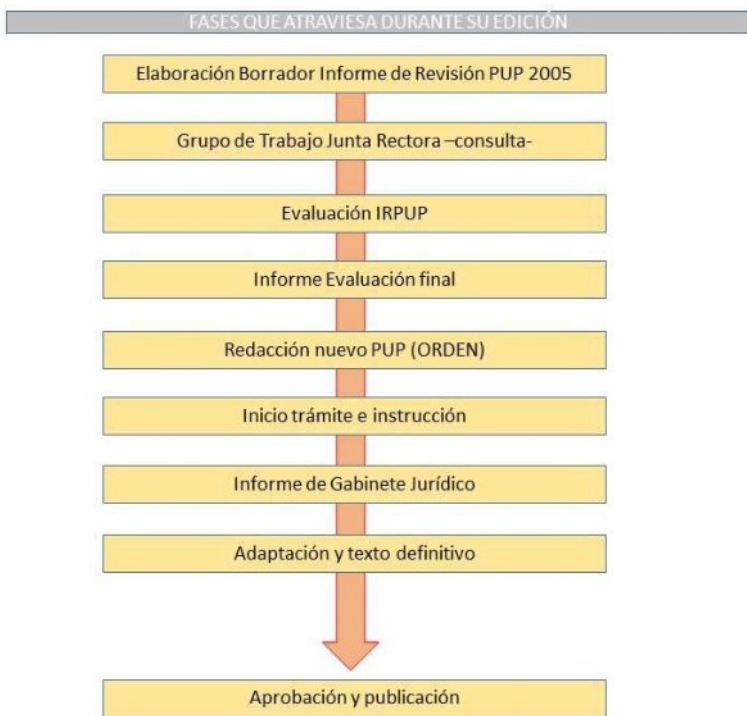 FASES QUE ATRAVIESA DURANTE SU EDICIÓN
Elaboración Borrador Informe de Revisión PUP 2005
Grupo de Trabajo Junta Rectora –consulta-
Evaluación IRPUP
Informe Evaluación final
Redacción nuevo PUP (ORDEN)
Inicio trámite e instrucción
Informe de Gabinete Jurídico
Adaptación y texto definitivo
Aprobación y publicación